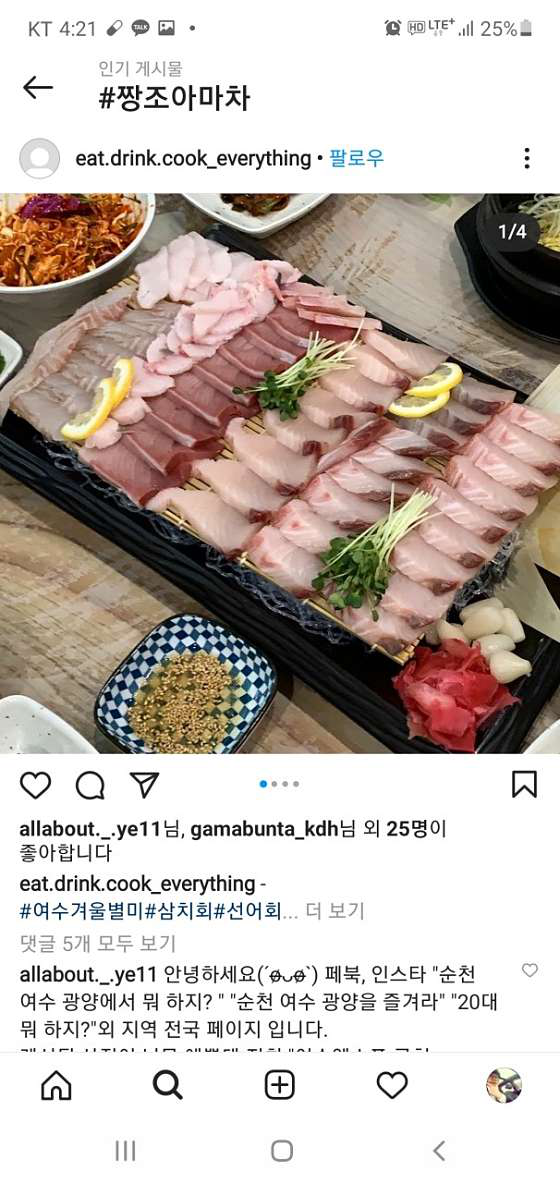 KT 4:21 TALK HD LTE+ 25%
인기 게시물
#짱조아마차
eat.drink.cook_everything • 팔로우
1/4
allabout._.ye11님, gamabunta_kdh님 외 25명이
좋아합니다
eat.drink.cook_everything -
#여수겨울별미#삼치회#선어회... 더 보기
댓글 5개 모두 보기
allabout._.ye11 안녕하세요(´ﻌﻭ`) 페북, 인스타 "순천
여수 광양에서 뭐 하지? " "순천 여수 광양을 즐겨라" "20대
뭐 하지?"외 지역 전국 페이지 입니다.